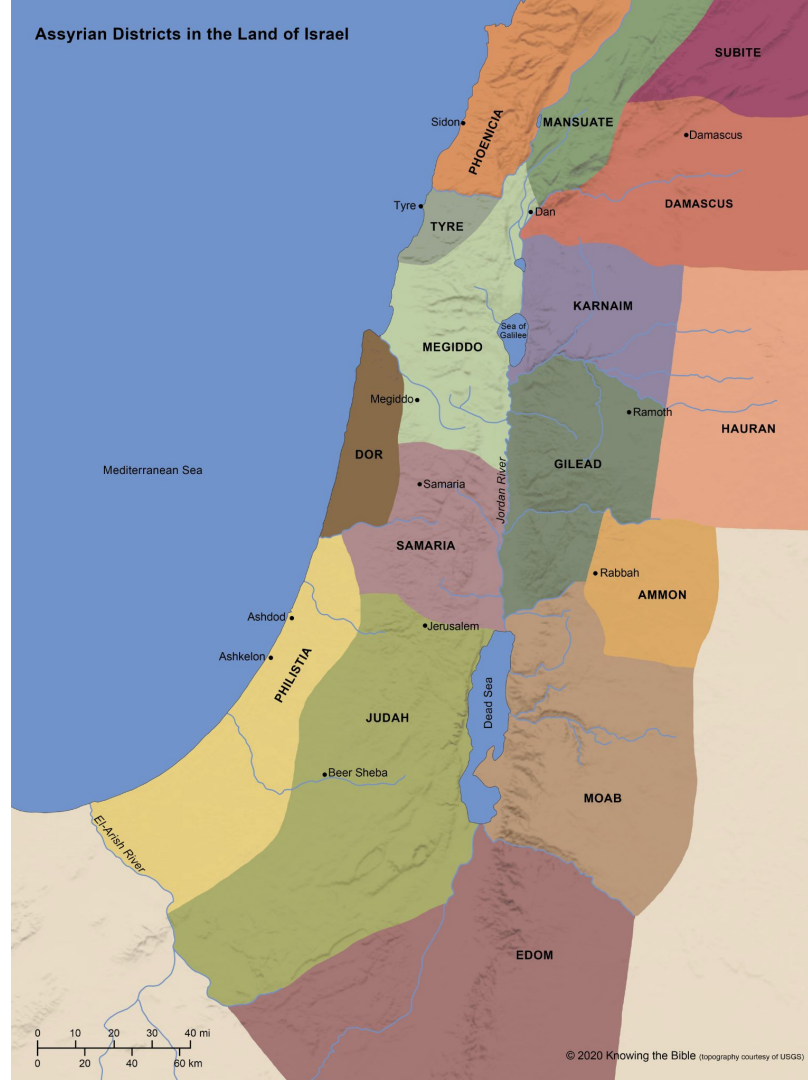 Assyrian Districts in the Land of Israel
SUBITE
Sidon
PHOENICIA
MANSUATE
Damascus
Tyre
TYRE
Dan
DAMASCUS
KARNAIM
Sea of
Galilee
MEGIDDO
Megiddo
Ramoth
HAURAN
DOR
GILEAD
Mediterranean Sea
Samaria
Jordan River
SAMARIA
Rabbah
AMMON
Ashdod
Jerusalem
Ashkelon
PHILISTIA
Dead Sea
JUDAH
Beer Sheba
MOAB
El-Arish River
EDOM
0 10 20 30 40 mi
0 20 40 60 km
© 2020 Knowing the Bible (topography courtesy of USGS)